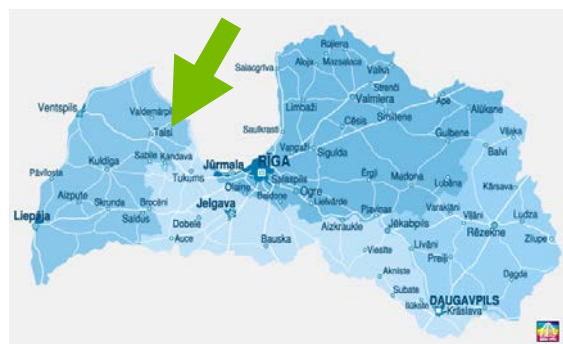 Rūjiena
Salacgrīva
Aloja
Mazsalaca
Valka
Strenči
Limbaži
Valmiera
Ape
Alūksne
Ventspils
Valdemārpils
Talsi
Saulkrasti
Cēsis
Smiltene
Gulbene
Viļaka
Balvi
Kuldīga
Sabile
Kandava
Jūrmala
RĪGA
Vangaži
Sigulda
Pāvilosta
Tukums
Olaine
Salaspils
Ogre
Ērgļi
Madona
Lubāna
Kārsava
Aizpute
Skrunda
Brocēni
Jelgava
Baldone
Lielvārde
Pļaviņas
Varakļāni
Viļāni
Ludza
Liepāja
Saldus
Dobele
Auce
Bauska
Aizkraukle
Jēkabpils
Rēzekne
Zilupe
Viesīte
Līvāni
Preiļi
Akniste
Dagda
Subate
Ilūkste
DAUGAVPILS
Krāslava